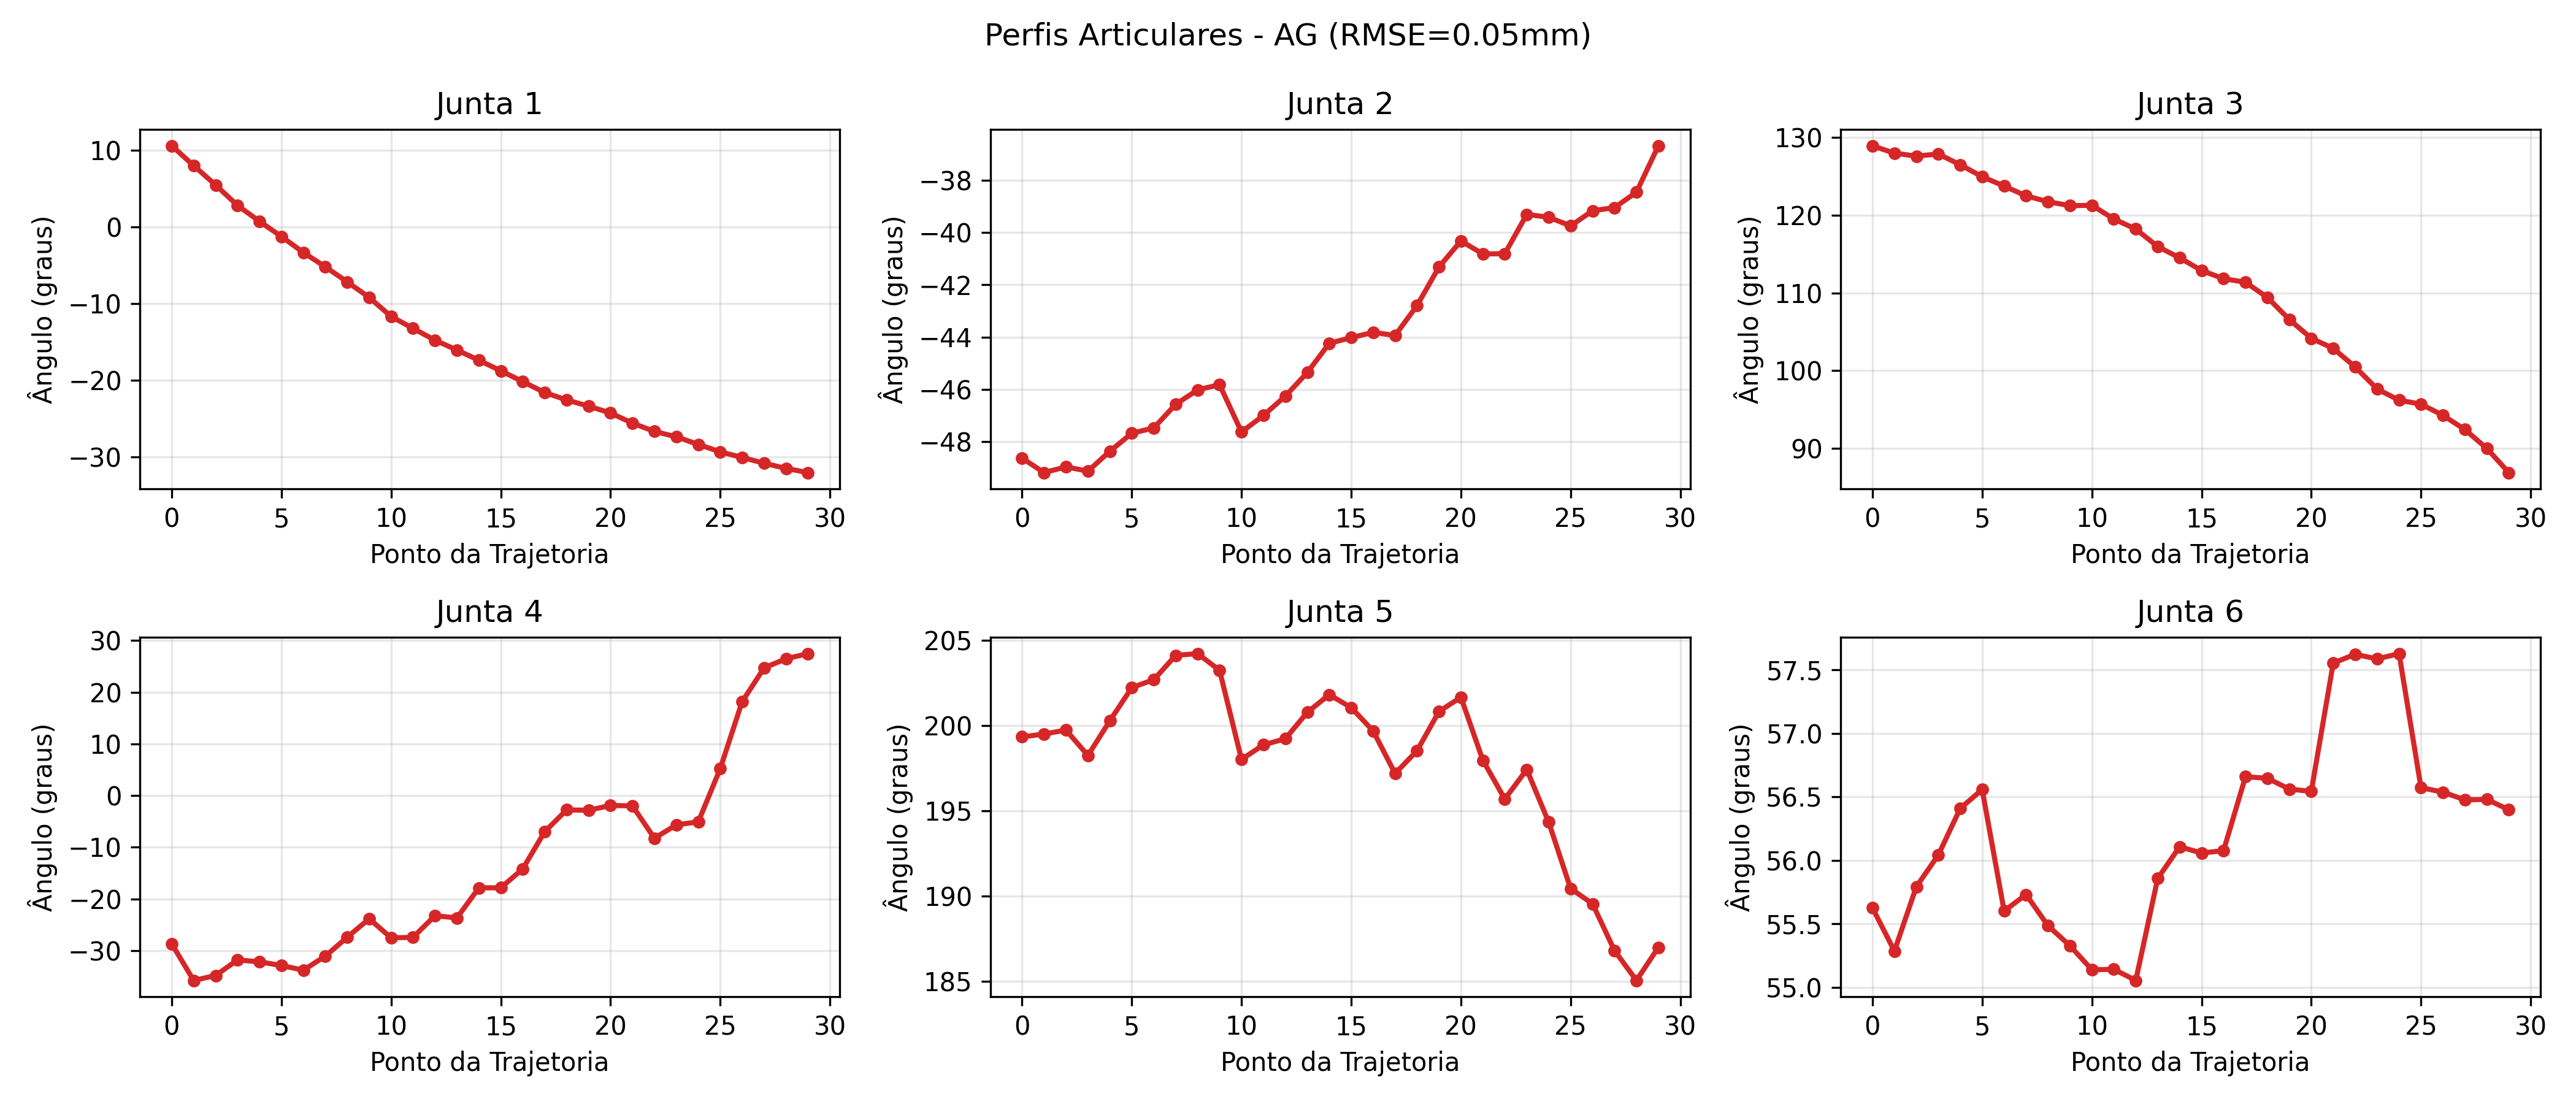 Perfis Articulares - AG (RMSE=0.05mm)
Junta 1
Ângulo (graus)
10
0
−10
−20
−30
0 5 10 15 20 25 30
Ponto da Trajetoria
Junta 2
Ângulo (graus)
−38
−40
−42
−44
−46
−48
0 5 10 15 20 25 30
Ponto da Trajetoria
Junta 3
Ângulo (graus)
130
120
110
100
90
0 5 10 15 20 25 30
Ponto da Trajetoria
Junta 4
Ângulo (graus)
30
20
10
0
−10
−20
−30
0 5 10 15 20 25 30
Ponto da Trajetoria
Junta 5
Ângulo (graus)
205
200
195
190
185
0 5 10 15 20 25 30
Ponto da Trajetoria
Junta 6
Ângulo (graus)
57.5
57.0
56.5
56.0
55.5
55.0
0 5 10 15 20 25 30
Ponto da Trajetoria